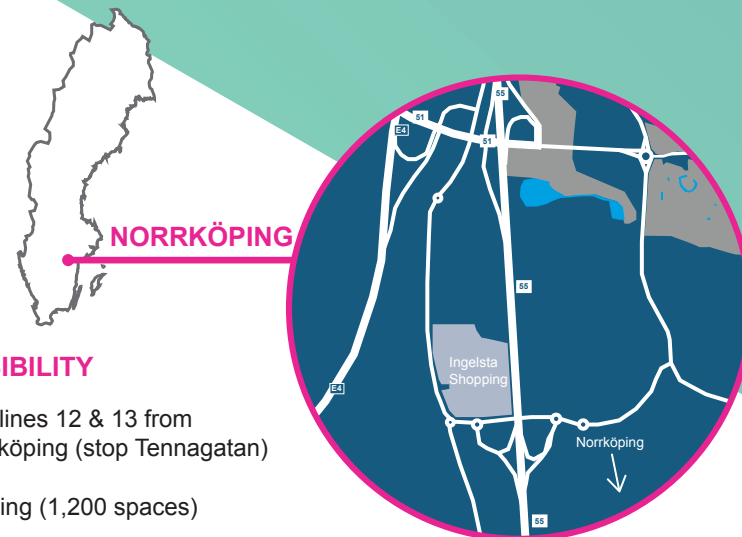 55
51
E4
51
NORRKÖPING
55
Ingelsta
Shopping
E4
Norrköping
55
SIBILITY
lines 12 & 13 from
köping (stop Tennagatan)
ing (1,200 spaces)